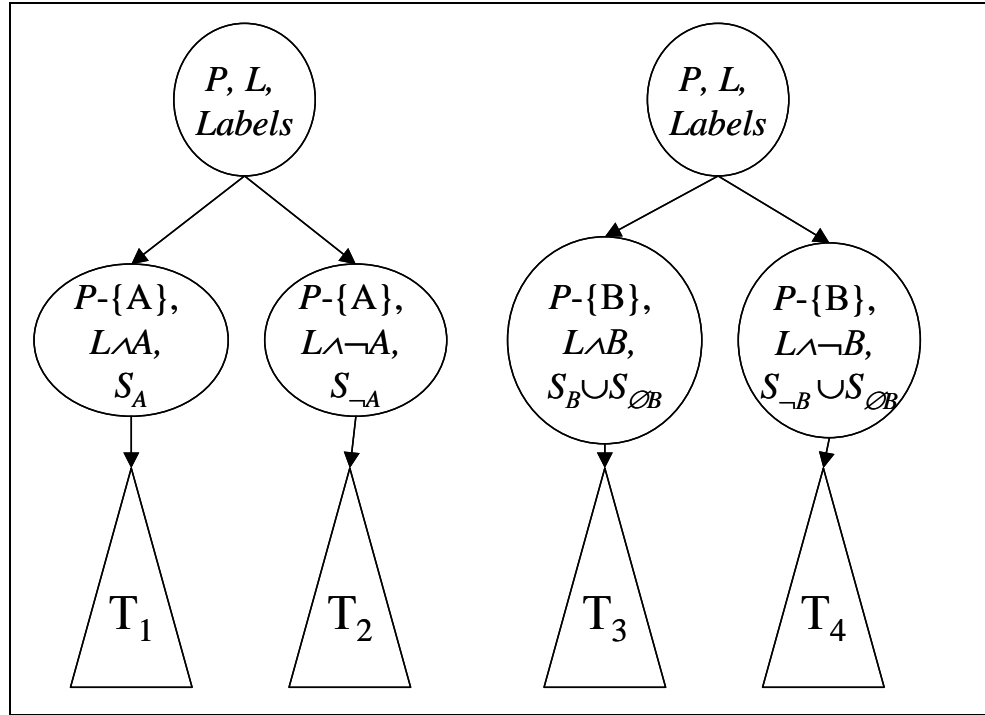 P, L,
Labels
P, L,
Labels
P-{A},
L∧A,
S_A
P-{A},
L∧¬A,
S_¬A
P-{B},
L∧B,
S_B∪S_∅B
P-{B},
L∧¬B,
S_¬B∪S_∅B
T₁
T₂
T₃
T₄